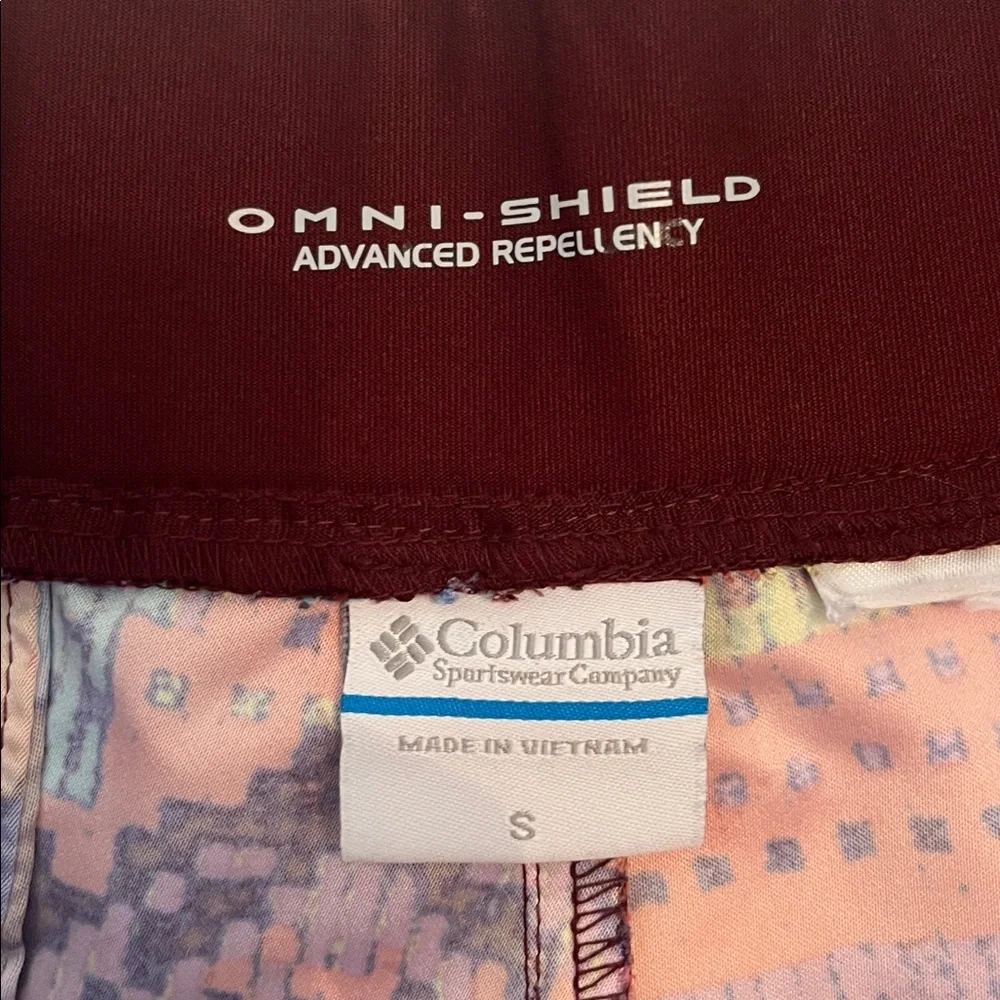 OMNI-SHIELD
ADVANCED REPELLENCY
Columbia
Sportswear Company
MADE IN VIETNAM
S